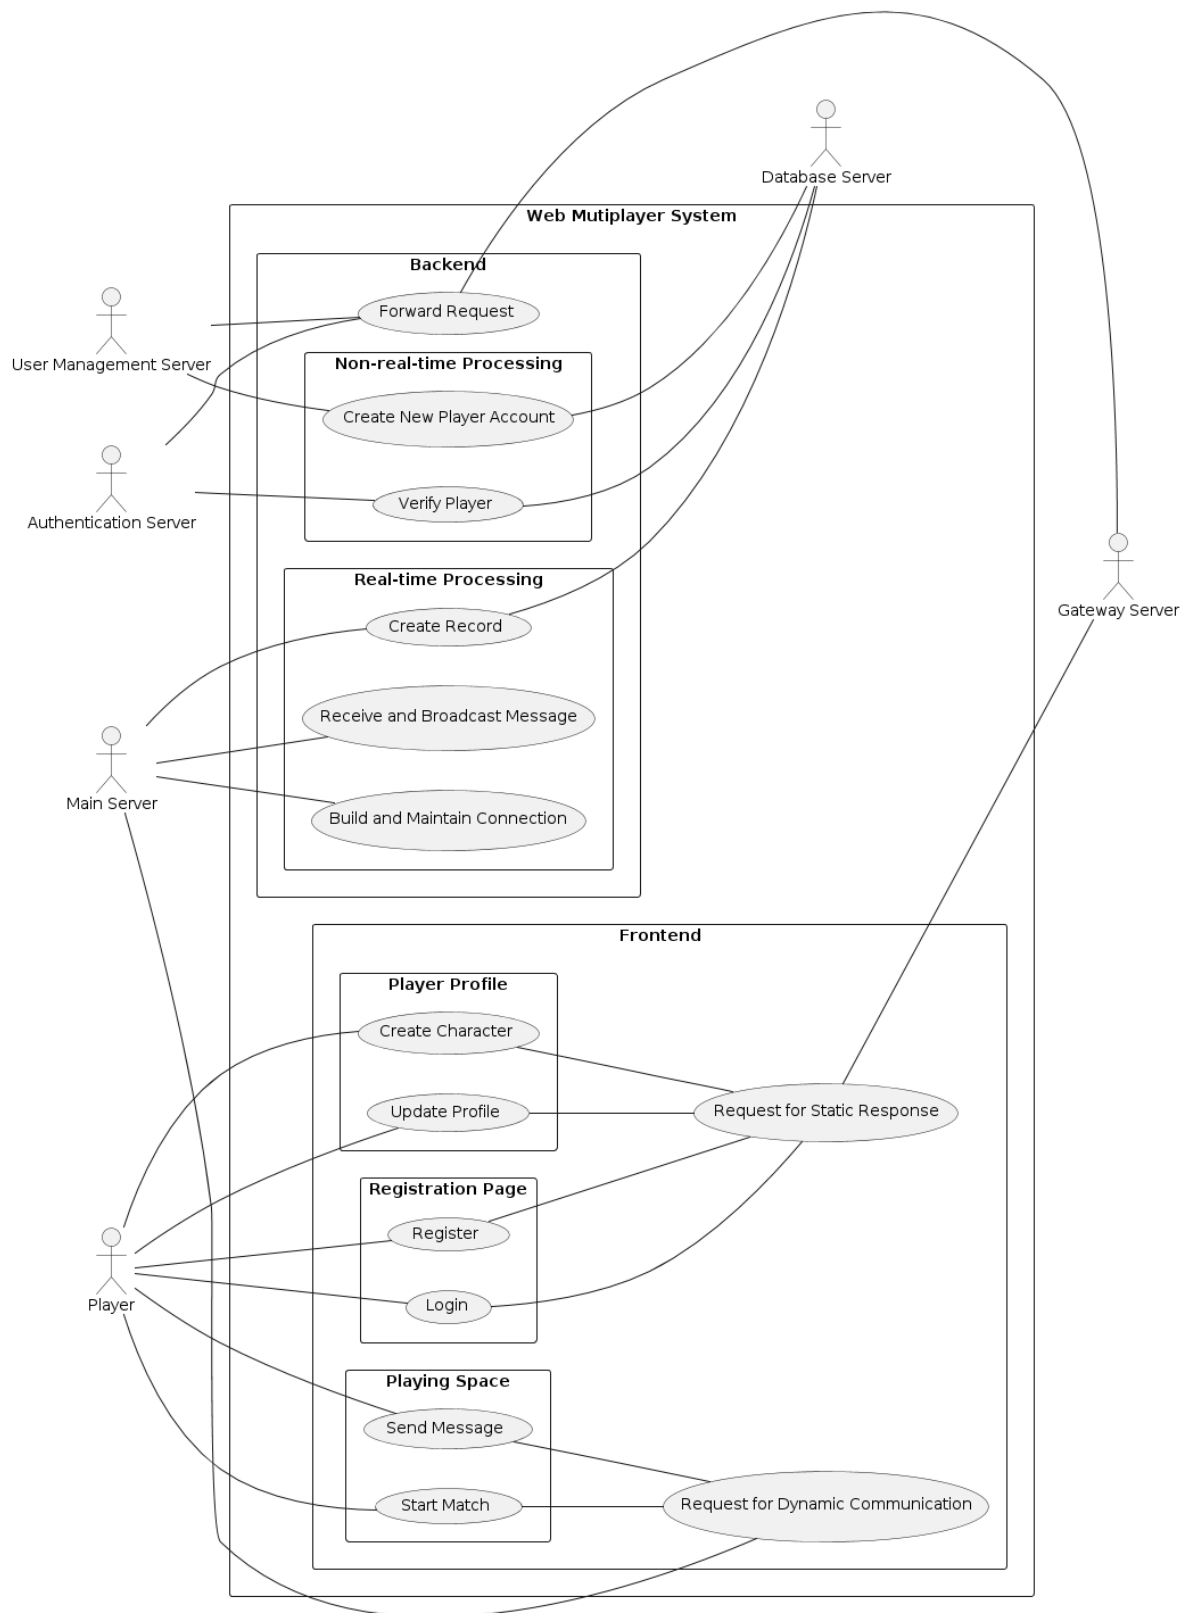 Database Server
Web Mutiplayer System
Backend
Forward Request
User Management Server
Non-real-time Processing
Create New Player Account
Authentication Server
Verify Player
Real-time Processing
Create Record
Gateway Server
Receive and Broadcast Message
Main Server
Build and Maintain Connection
Frontend
Player Profile
Create Character
Update Profile
Request for Static Response
Registration Page
Register
Player
Login
Playing Space
Send Message
Start Match
Request for Dynamic Communication